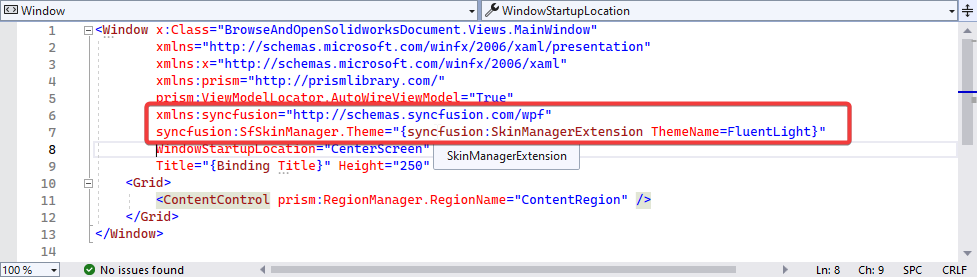 Window
WindowStartupLocation
1 <Window x:Class="BrowseAndOpenSolidworksDocument.Views.MainWindow"
2 xmlns="http://schemas.microsoft.com/winfx/2006/xaml/presentation"
3 xmlns:x="http://schemas.microsoft.com/winfx/2006/xaml"
4 xmlns:prism="http://prismlibrary.com/"
5 prism:ViewModelLocator.AutoWireViewModel="True"
6 xmlns:syncfusion="http://schemas.syncfusion.com/wpf"
7 syncfusion:SfSkinManager.Theme="{syncfusion:SkinManagerExtension ThemeName=FluentLight}"
8 WindowStartupLocation="CenterScreen"
SkinManagerExtension
9 Title="{Binding Title}" Height="250"
10 <Grid>
11 <ContentControl prism:RegionManager.RegionName="ContentRegion" />
12 </Grid>
13 </Window>
14
100 % No issues found Ln: 8 Ch: 9 SPC CRLF